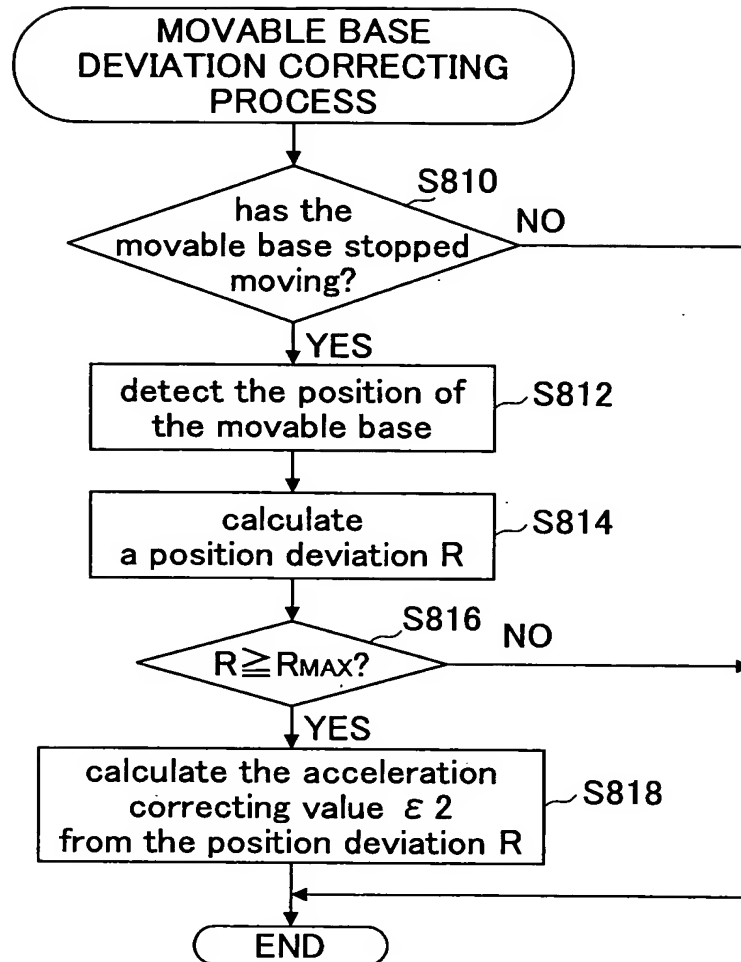 MOVABLE BASE
DEVIATION CORRECTING
PROCESS
S810
has the
movable base stopped
moving?
NO
YES
detect the position of
the movable base
S812
calculate
a position deviation R
S814
S816
R≧RMAX?
NO
YES
calculate the acceleration
correcting value ε2
from the position deviation R
S818
END